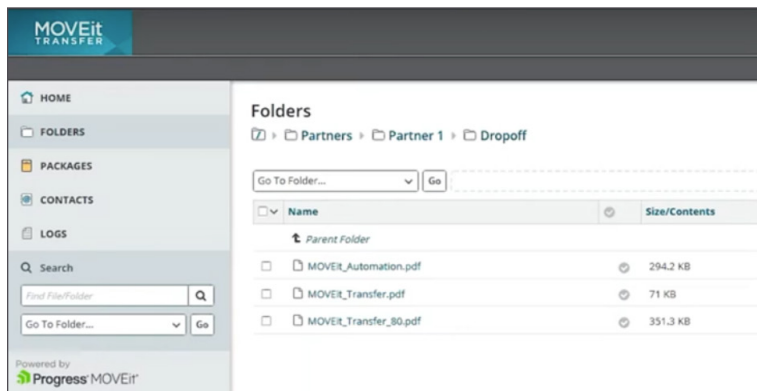 MOVEit
TRANSFER
HOME
FOLDERS
PACKAGES
CONTACTS
LOGS
Search
Find File/Folder
Go To Folder...
Go
Powered by
Progress® MOVEit®
Folders
Partners
Partner 1
Dropoff
Go To Folder...
Go
Name
Size/Contents
Parent Folder
MOVEit_Automation.pdf
294.2 KB
MOVEit_Transfer.pdf
71 KB
MOVEit_Transfer_80.pdf
351.3 KB